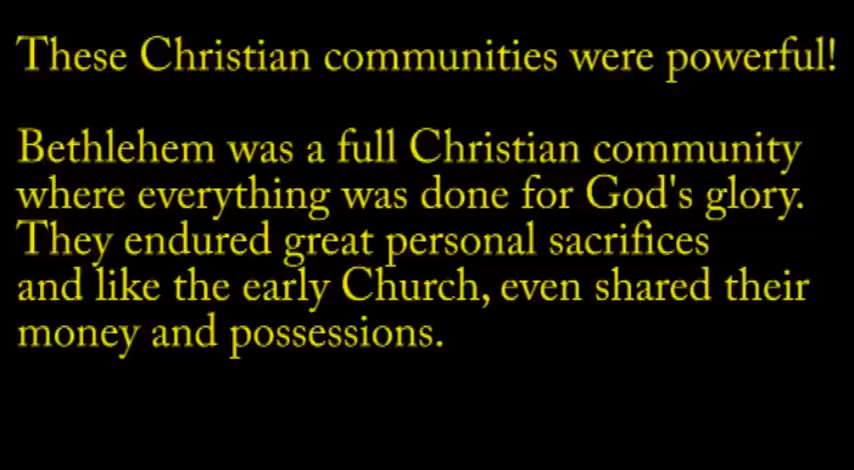 These Christian communities were powerful!
Bethlehem was a full Christian community
where everything was done for God's glory.
They endured great personal sacrifices
and like the early Church, even shared their
money and possessions.